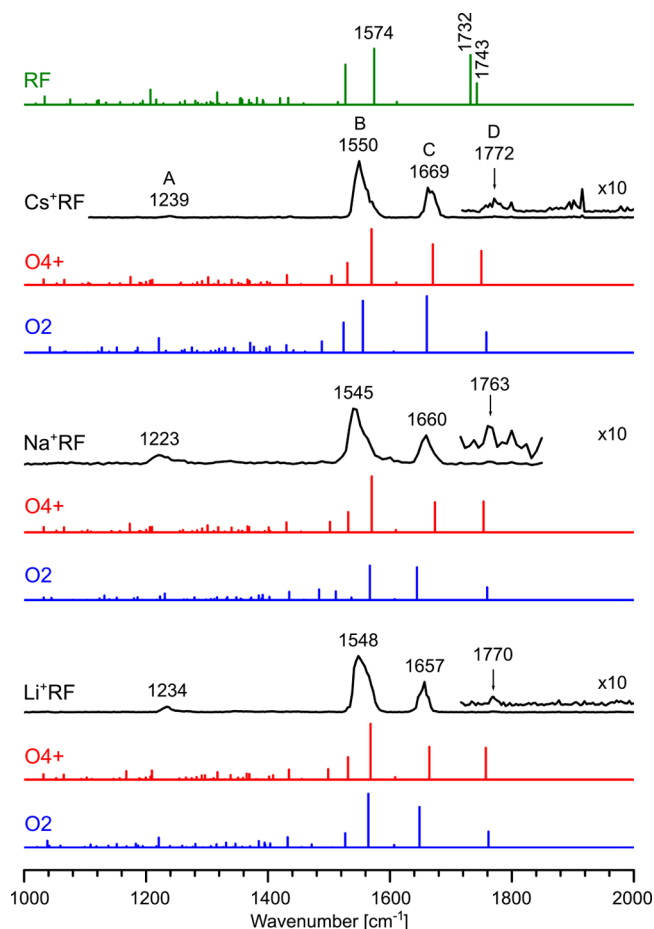 1574
1732
1743
RF
A
1239
B
1550
C
1669
D
1772
x10
Cs⁺RF
O4+
O2
1223
1545
1660
1763
x10
Na⁺RF
O4+
O2
1234
1548
1657
1770
x10
Li⁺RF
O4+
O2
1000 1200 1400 1600 1800 2000
Wavenumber [cm⁻¹]